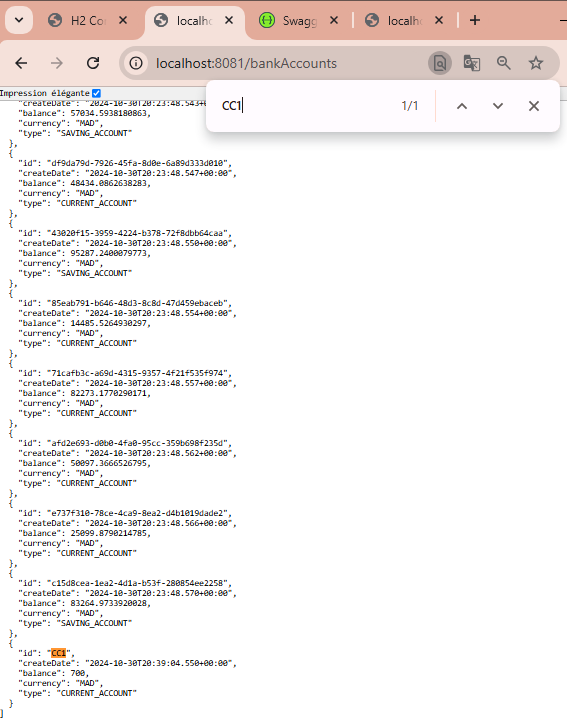 H2 Co
localh
Swagg
localh
localhost:8081/bankAccounts
CC1
1/1
Impression élégante
"createDate": "2024-10-30T20:23:48.543+0
"balance": 57034.5938180863,
"currency": "MAD",
"type": "SAVING_ACCOUNT"
},
{
"id": "df9da79d-7926-45fa-8d0e-6a89d333d010",
"createDate": "2024-10-30T20:23:48.547+00:00",
"balance": 48434.0862638283,
"currency": "MAD",
"type": "CURRENT_ACCOUNT"
},
{
"id": "43020f15-3959-4224-b378-72f8dbb64caa",
"createDate": "2024-10-30T20:23:48.550+00:00",
"balance": 95287.2400079773,
"currency": "MAD",
"type": "SAVING_ACCOUNT"
},
{
"id": "85eab791-b646-48d3-8c8d-47d459ebaceb",
"createDate": "2024-10-30T20:23:48.554+00:00",
"balance": 14485.5264930297,
"currency": "MAD",
"type": "CURRENT_ACCOUNT"
},
{
"id": "71cafb3c-a69d-4315-9357-4f21f535f974",
"createDate": "2024-10-30T20:23:48.557+00:00",
"balance": 82273.1770290171,
"currency": "MAD",
"type": "CURRENT_ACCOUNT"
},
{
"id": "afd2e693-d0b0-4fa0-95cc-359b698f235d",
"createDate": "2024-10-30T20:23:48.562+00:00",
"balance": 50097.3666526795,
"currency": "MAD",
"type": "CURRENT_ACCOUNT"
},
{
"id": "e737f310-78ce-4ca9-8ea2-d4b1019dade2",
"createDate": "2024-10-30T20:23:48.566+00:00",
"balance": 25099.8790214785,
"currency": "MAD",
"type": "CURRENT_ACCOUNT"
},
{
"id": "c15d8cea-1ea2-4d1a-b53f-280854ee2258",
"createDate": "2024-10-30T20:23:48.570+00:00",
"balance": 83264.9733920028,
"currency": "MAD",
"type": "SAVING_ACCOUNT"
},
{
"id": "CC1",
"createDate": "2024-10-30T20:39:04.550+00:00",
"balance": 700,
"currency": "MAD",
"type": "CURRENT_ACCOUNT"
}
]